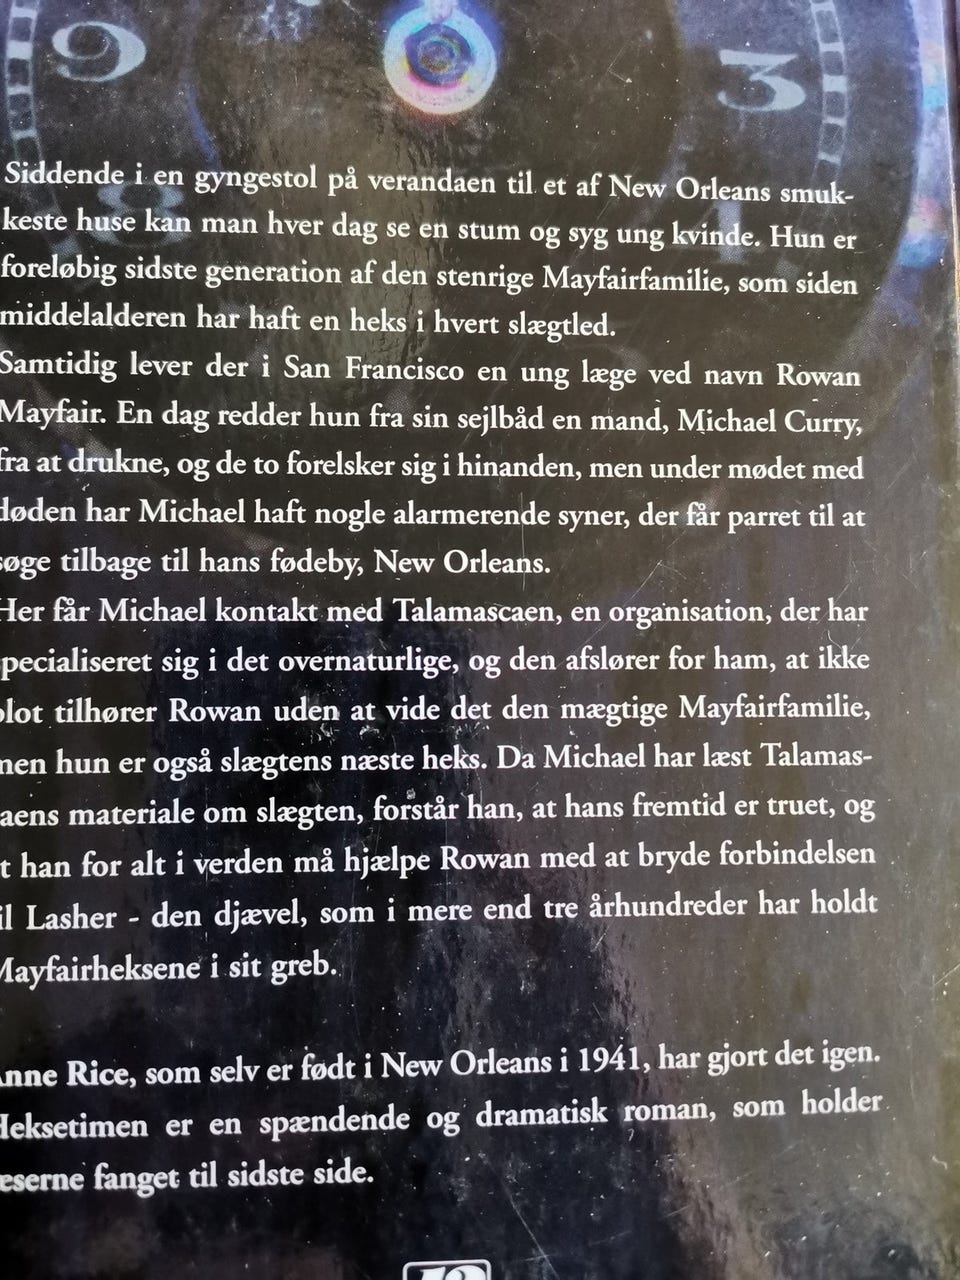 9
3
Siddende i en gyngestol på verandaen til et af New Orleans smuk-
keste huse kan man hver dag se en stum og syg ung kvinde. Hun er
foreløbig sidste generation af den stenrige Mayfairfamilie, som siden
middelalderen har haft en heks i hvert slægtled.
Samtidig lever der i San Francisco en ung læge ved navn Rowan
Mayfair. En dag redder hun fra sin sejlbåd en mand, Michael Curry,
fra at drukne, og de to forelsker sig i hinanden, men under mødet med
døden har Michael haft nogle alarmerende syner, der får parret til at
søge tilbage til hans fødeby, New Orleans.
Her får Michael kontakt med Talamascaen, en organisation, der har
pecialiseret sig i det overnaturlige, og den afslører for ham, at ikke
lot tilhører Rowan uden at vide det den mægtige Mayfairfamilie,
men hun er også slægtens næste heks. Da Michael har læst Talamas-
aens materiale om slægten, forstår han, at hans fremtid er truet, og
t han for alt i verden må hjælpe Rowan med at bryde forbindelsen
il Lasher - den djævel, som i mere end tre århundreder har holdt
Mayfairheksene i sit greb.
nne Rice, som selv er født i New Orleans i 1941, har gjort det igen.
Heksetimen er en spændende og dramatisk roman, som holder
eserne fanget til sidste side.